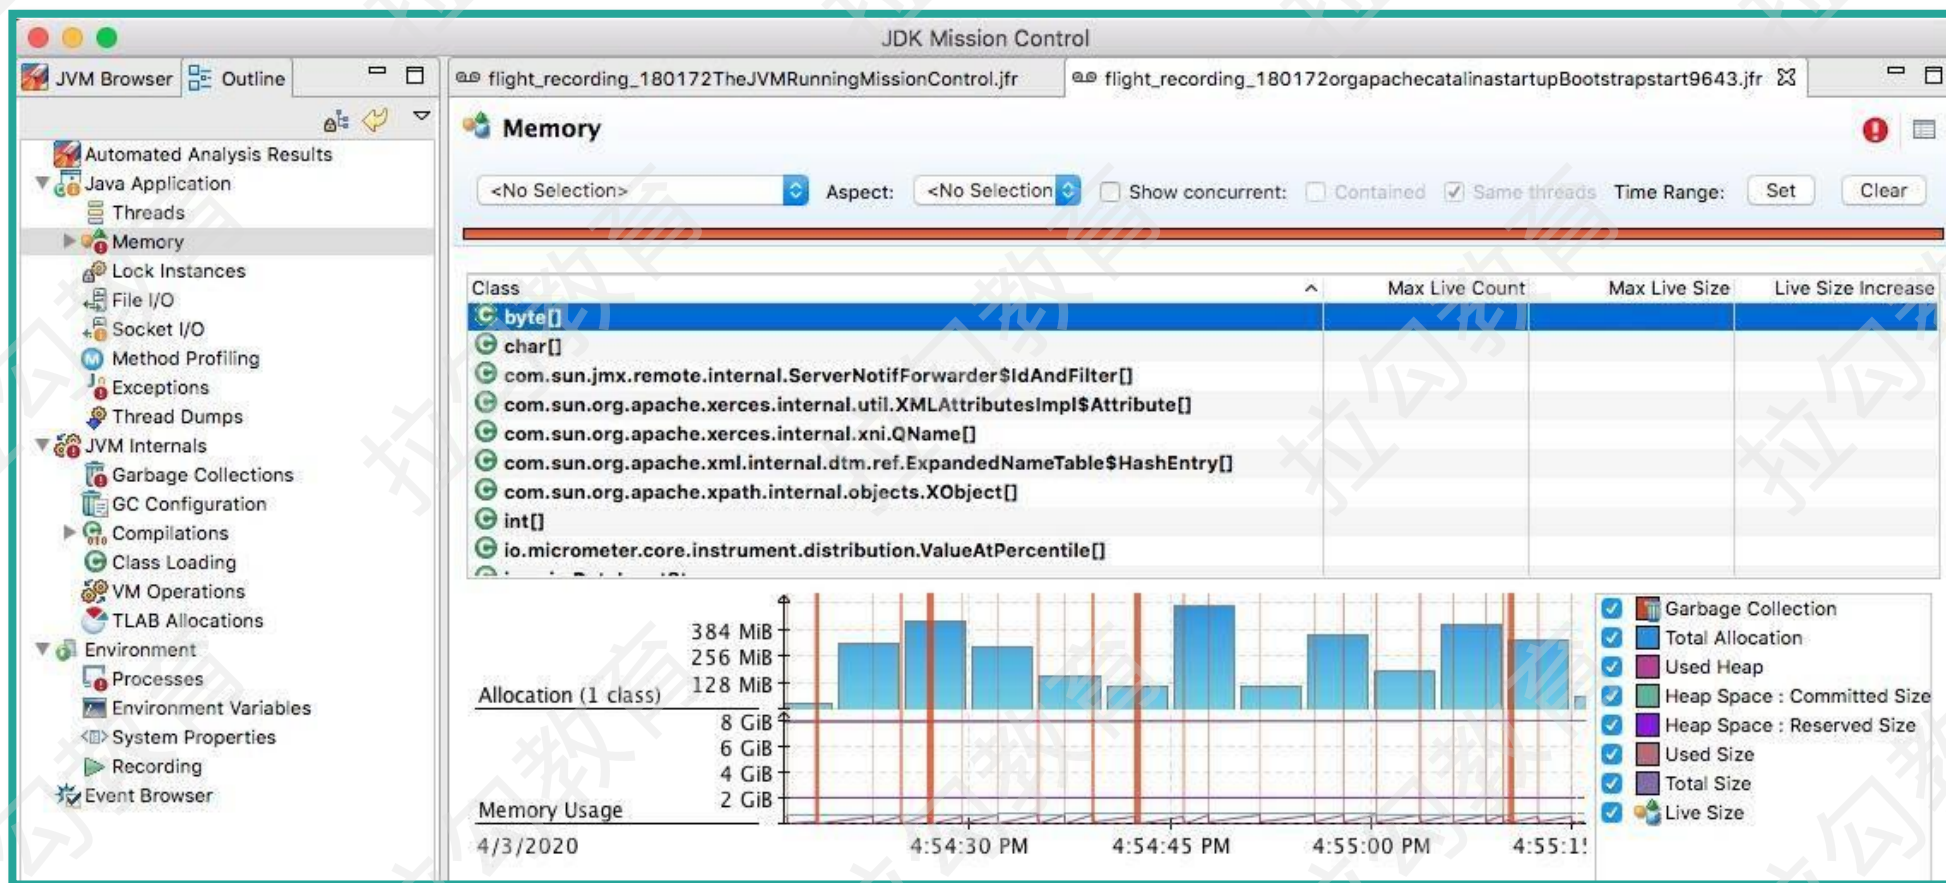 JDK Mission Control
JVM Browser
Outline
flight_recording_180172TheJVMRunningMissionControl.jfr
flight_recording_180172orgapachecatalinastartupBootstrapstart9643.jfr
Automated Analysis Results
Java Application
Threads
Memory
Lock Instances
File I/O
Socket I/O
Method Profiling
Exceptions
Thread Dumps
JVM Internals
Garbage Collections
GC Configuration
Compilations
Class Loading
VM Operations
TLAB Allocations
Environment
Processes
Environment Variables
System Properties
Recording
Event Browser
Memory
<No Selection>
Aspect:
<No Selection
Show concurrent:
Contained
Same threads
Time Range:
Set
Clear
Class
Max Live Count
Max Live Size
Live Size Increase
byte[]
char[]
com.sun.jmx.remote.internal.ServerNotifForwarder$IdAndFilter[]
com.sun.org.apache.xerces.internal.util.XMLAttributesImpl$Attribute[]
com.sun.org.apache.xerces.internal.xni.QName[]
com.sun.org.apache.xml.internal.dtm.ref.ExpandedNameTable$HashEntry[]
com.sun.org.apache.xpath.internal.objects.XObject[]
int[]
io.micrometer.core.instrument.distribution.ValueAtPercentile[]
384 MiB
256 MiB
128 MiB
Allocation (1 class)
8 GiB
6 GiB
4 GiB
2 GiB
Memory Usage
4/3/2020
4:54:30 PM
4:54:45 PM
4:55:00 PM
4:55:1
Garbage Collection
Total Allocation
Used Heap
Heap Space : Committed Size
Heap Space : Reserved Size
Used Size
Total Size
Live Size
拉勾教育